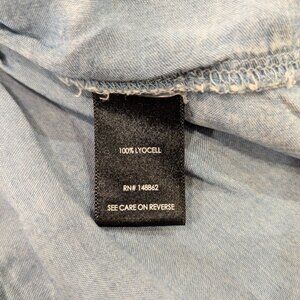 100% LYOCELL
RN# 148862
SEE CARE ON REVERSE